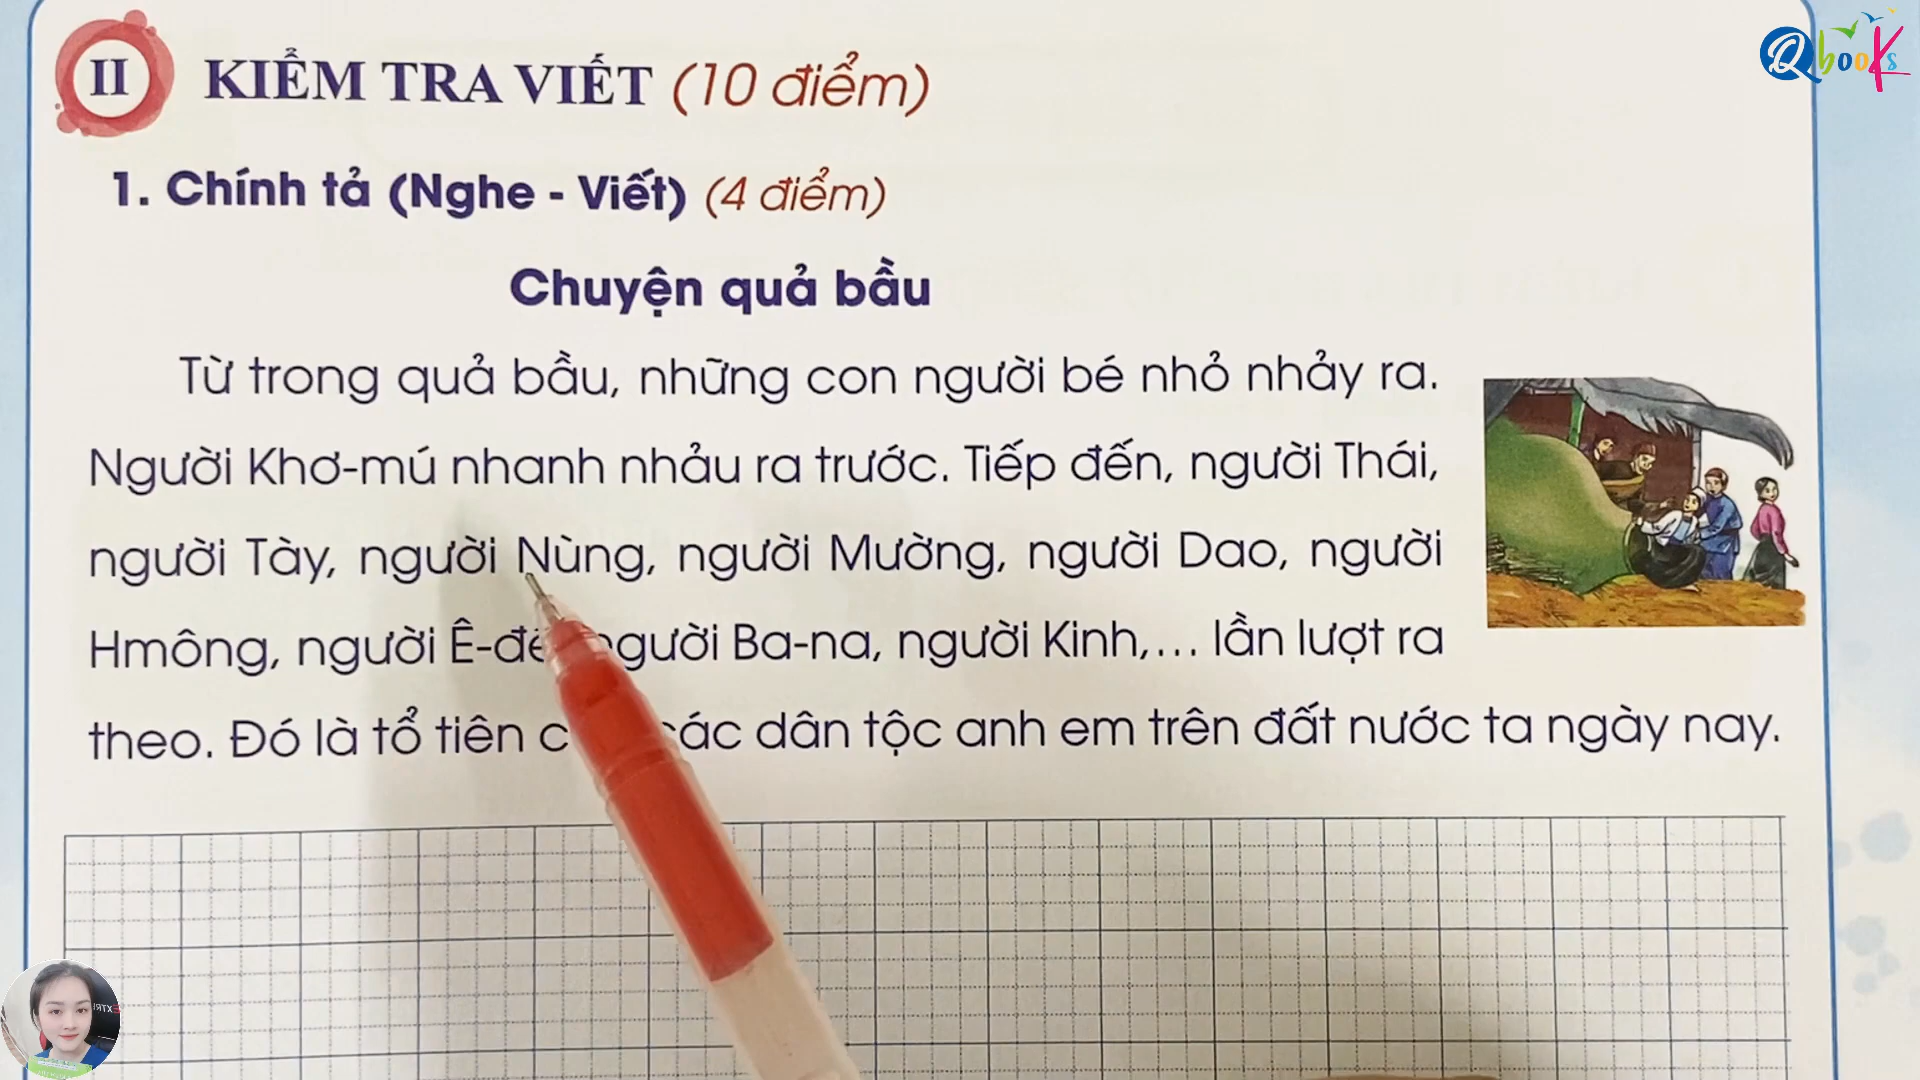 II KIỂM TRA VIẾT (10 điểm)
Qbooks
1. Chính tả (Nghe - Viết) (4 điểm)
Chuyện quả bầu
Từ trong quả bầu, những con người bé nhỏ nhảy ra.
Người Khơ-mú nhanh nhảu ra trước. Tiếp đến, người Thái,
người Tày, người Nùng, người Mường, người Dao, người
Hmông, người Ê-đê người Ba-na, người Kinh,... lần lượt ra
theo. Đó là tổ tiên các dân tộc anh em trên đất nước ta ngày nay.